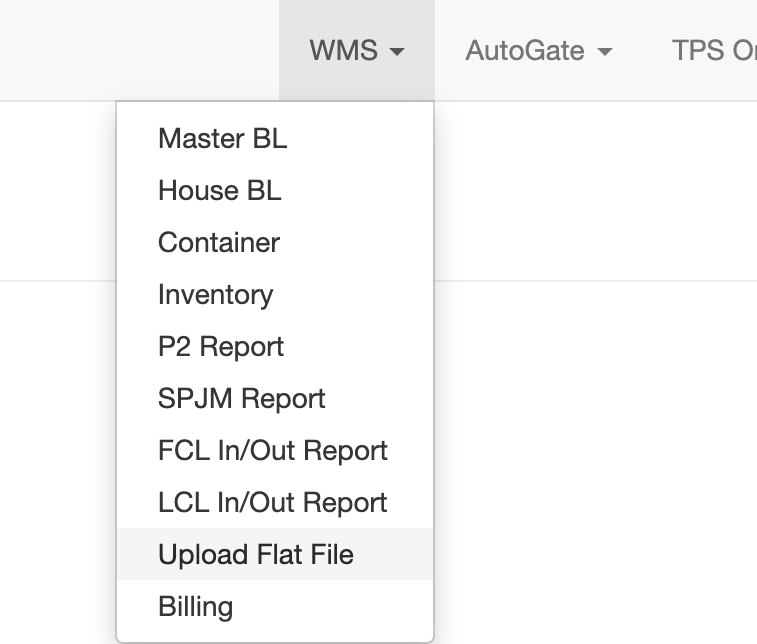 WMS AutoGate TPS
Master BL
House BL
Container
Inventory
P2 Report
SPJM Report
FCL In/Out Report
LCL In/Out Report
Upload Flat File
Billing